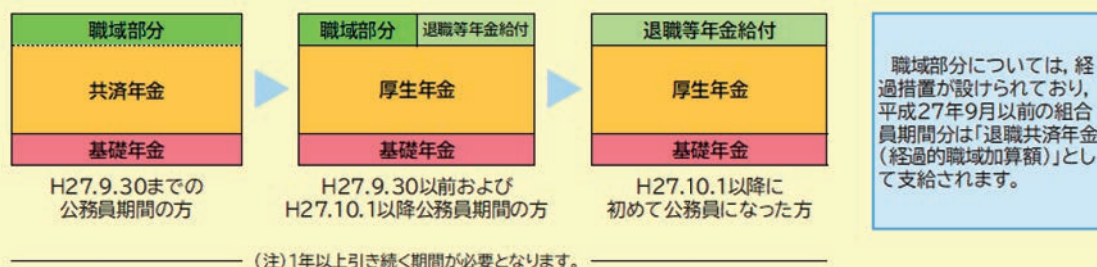 職域部分
共済年金
基礎年金
H27.9.30までの
公務員期間の方
職域部分 退職等年金給付
厚生年金
基礎年金
H27.9.30以前および
H27.10.1以降公務員期間の方
退職等年金給付
厚生年金
基礎年金
H27.10.1以降に
初めて公務員になった方
職域部分については,経
過措置が設けられており,
平成27年9月以前の組合
員期間分は「退職共済年金
(経過的職域加算額)」とし
て支給されます。
(注)1年以上引き続く期間が必要となります。